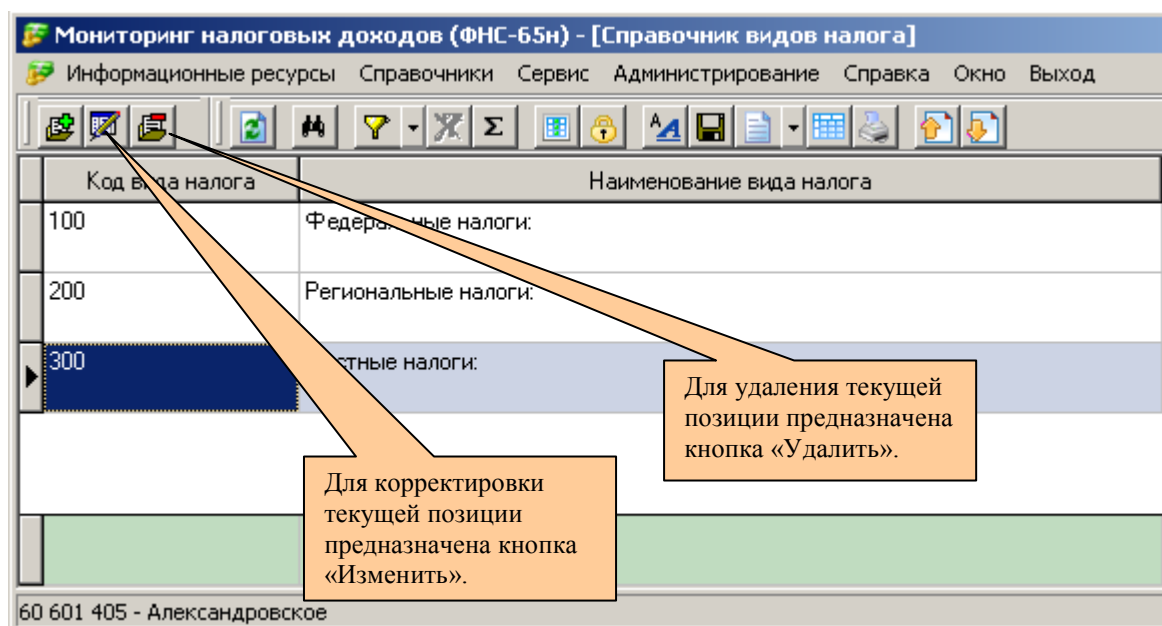 Мониторинг налоговых доходов (ФНС-65н) - [Справочник видов налога]
Информационные ресурсы Справочники Сервис Администрирование Справка Окно Выход
Код вида налога Наименование вида налога
100 Федеральные налоги:
200 Региональные налоги:
300 стные налоги:
Для удаления текущей
позиции предназначена
кнопка «Удалить».
Для корректировки
текущей позиции
предназначена кнопка
«Изменить».
60 601 405 - Александровское